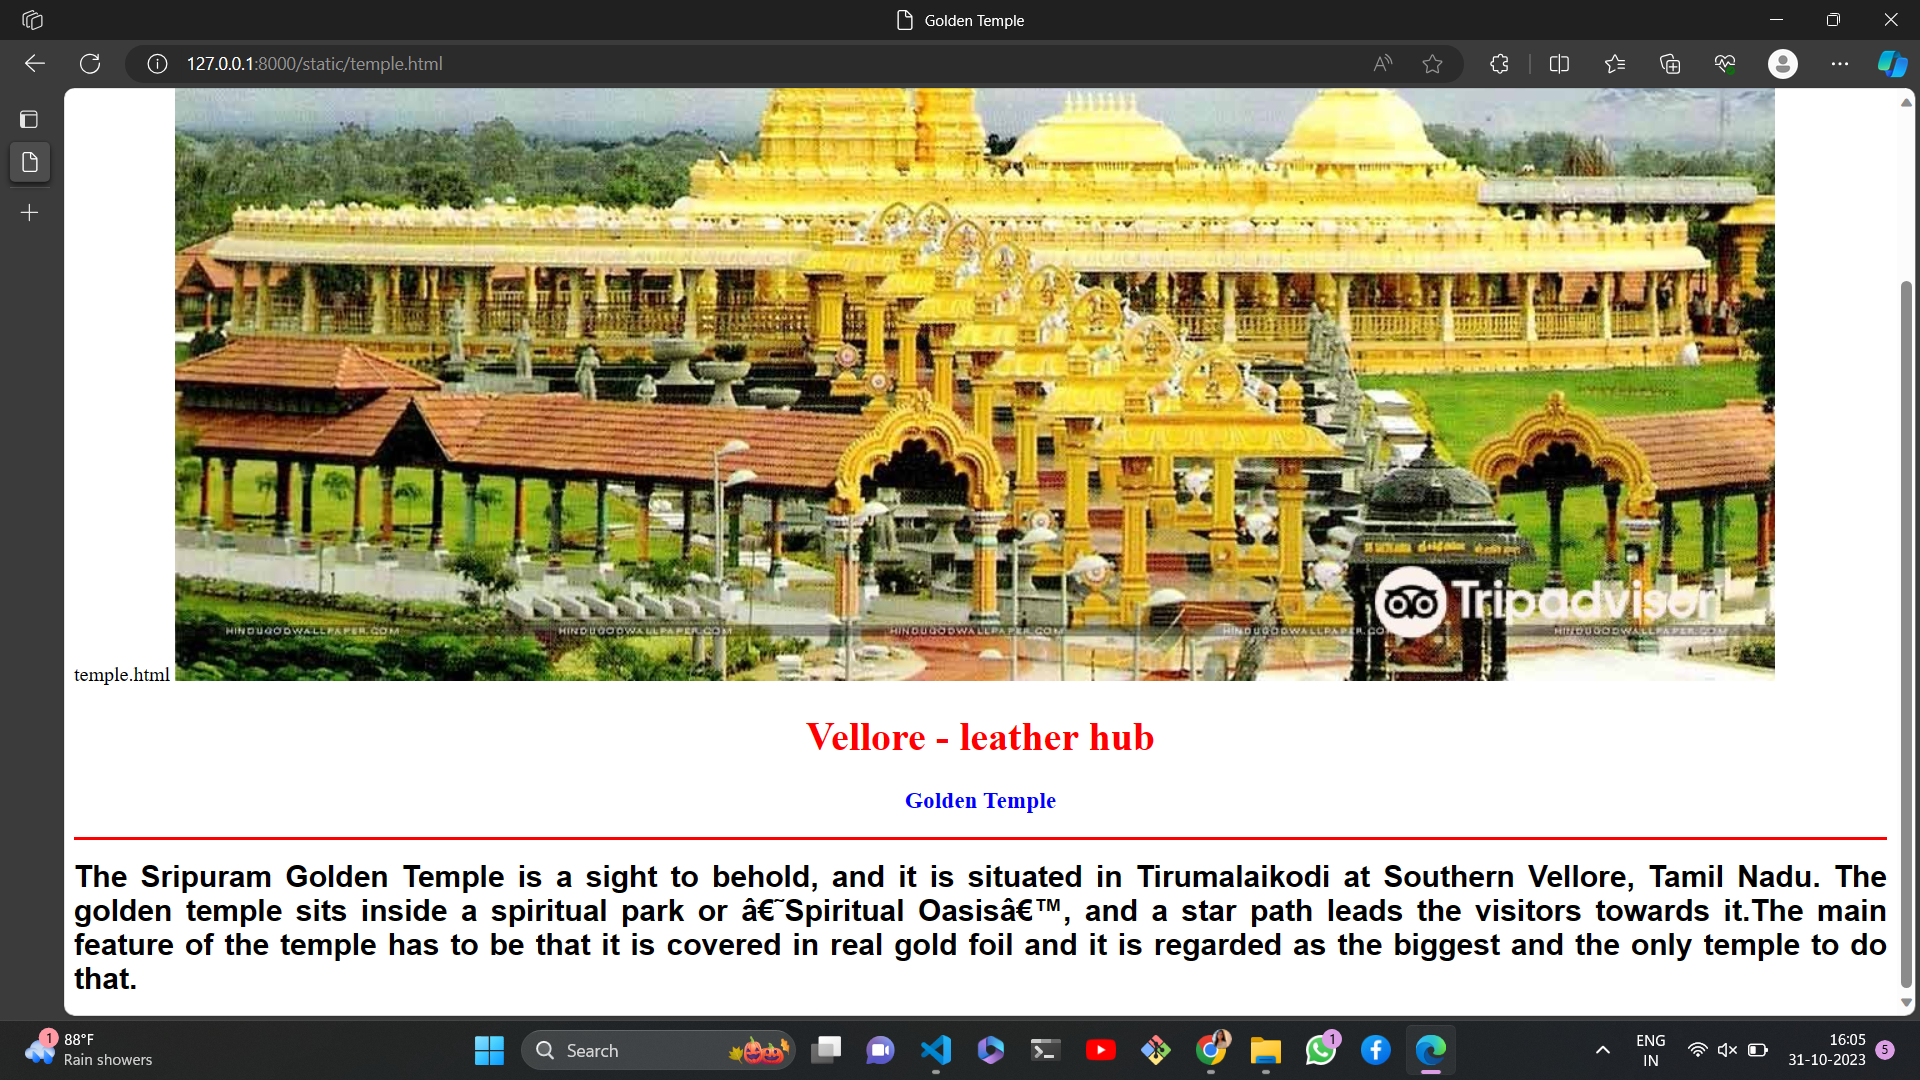 Golden Temple
127.0.0.1:8000/static/temple.html
Tripadvisor
HINDUGODWALLPAPER.COM HINDUGODWALLPAPER.COM HINDUGODWALLPAPER.COM HINDUGODWALLPAPER.CO HINDUGODWALLPAPER.COM
temple.html
Vellore - leather hub
Golden Temple
The Sripuram Golden Temple is a sight to behold, and it is situated in Tirumalaikodi at Southern Vellore, Tamil Nadu. The
golden temple sits inside a spiritual park or â€˜Spiritual Oasisâ€™, and a star path leads the visitors towards it.The main
feature of the temple has to be that it is covered in real gold foil and it is regarded as the biggest and the only temple to do
that.
1 88°F
Rain showers
Search
1
ENG
IN
16:05
31-10-2023
5